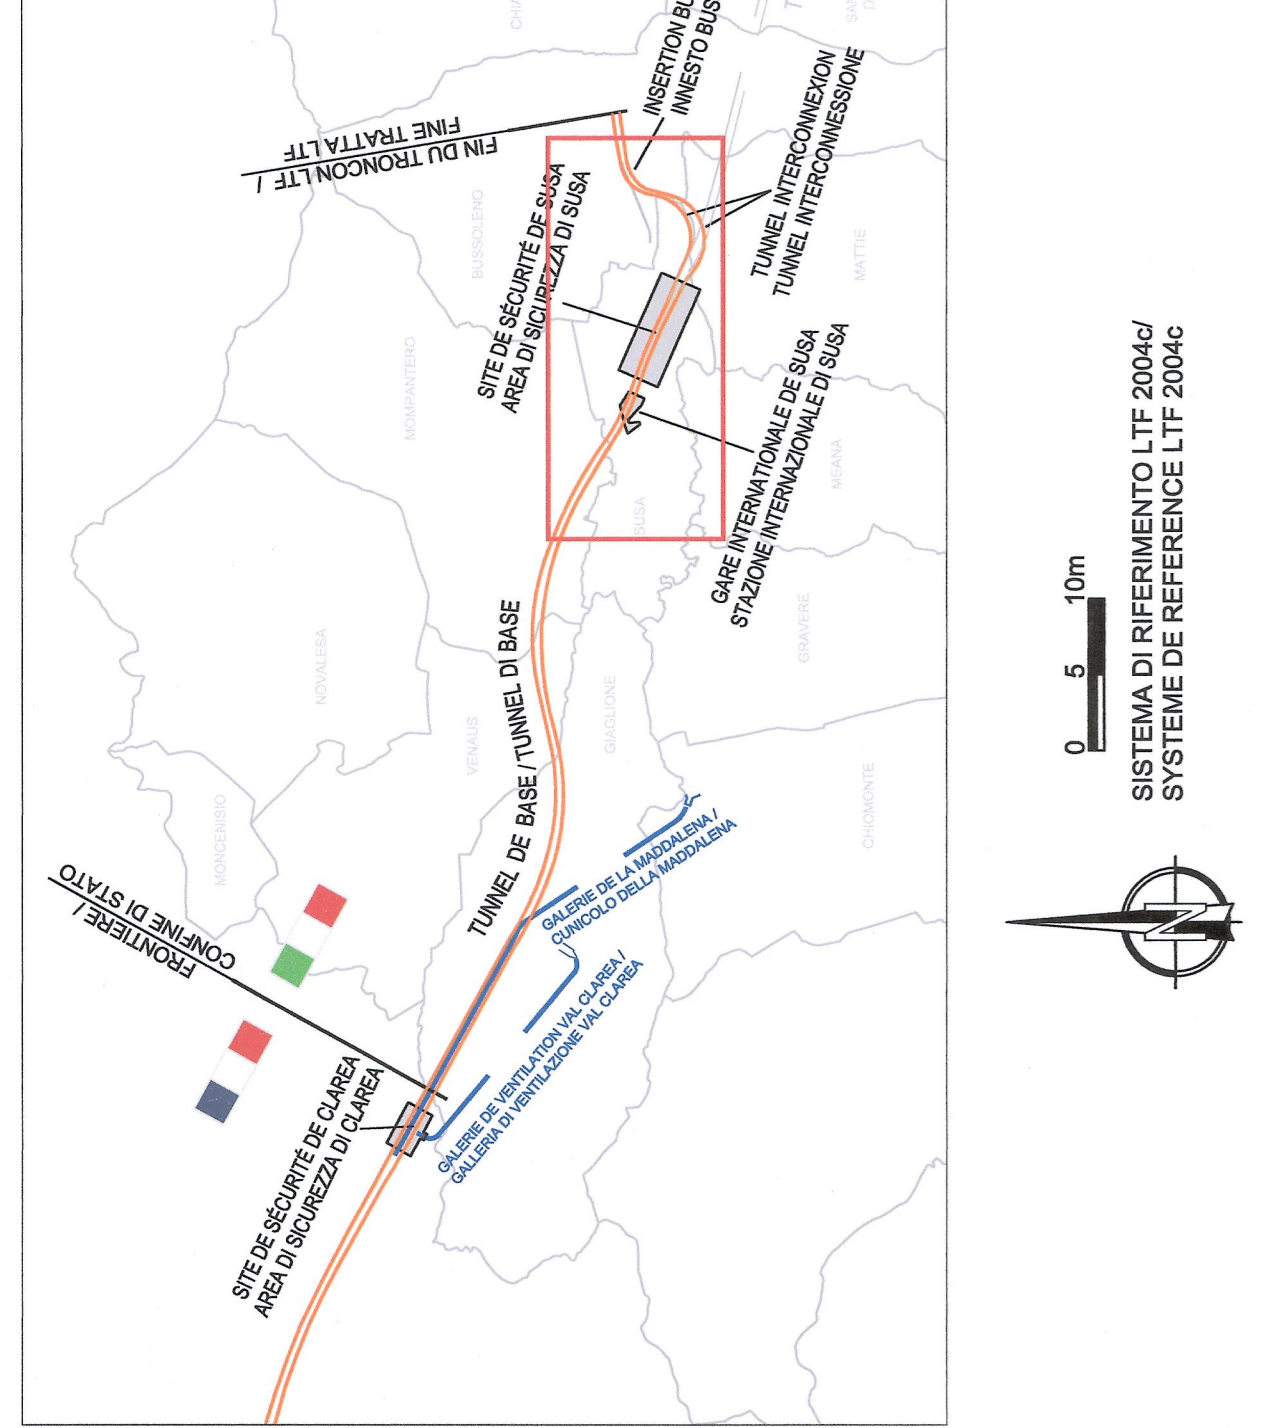 FIN DU TRONCON LTF /
FINE TRATTA LTF
INSERTION
INNESTO
SITE DE SÉCURITÉ DE SUSA
AREA DI SICUREZZA DI SUSA
TUNNEL INTERCONNEXION
TUNNEL INTERCONNESSIONE
GARE INTERNATIONALE DE SUSA
STAZIONE INTERNAZIONALE DI SUSA
TUNNEL DE BASE / TUNNEL DI BASE
FRONTIERE /
CONFINE DI STATO
SITE DE SÉCURITÉ DE CLAREA
AREA DI SICUREZZA DI CLAREA
GALERIE DE LA MADDALENA /
CUNICOLO DELLA MADDALENA
GALERIE DE VENTILATION VAL CLAREA /
GALLERIA DI VENTILAZIONE VAL CLAREA
BUSSOLENO
MOMPANTERO
NOVALESA
VENAUS
MONCENISIO
GIAGLIONE
SUSA
MATTIE
MEANA
GRAVERE
CHIOMONTE
0 5 10m
SISTEMA DI RIFERIMENTO LTF 2004c/
SYSTEME DE REFERENCE LTF 2004c
N